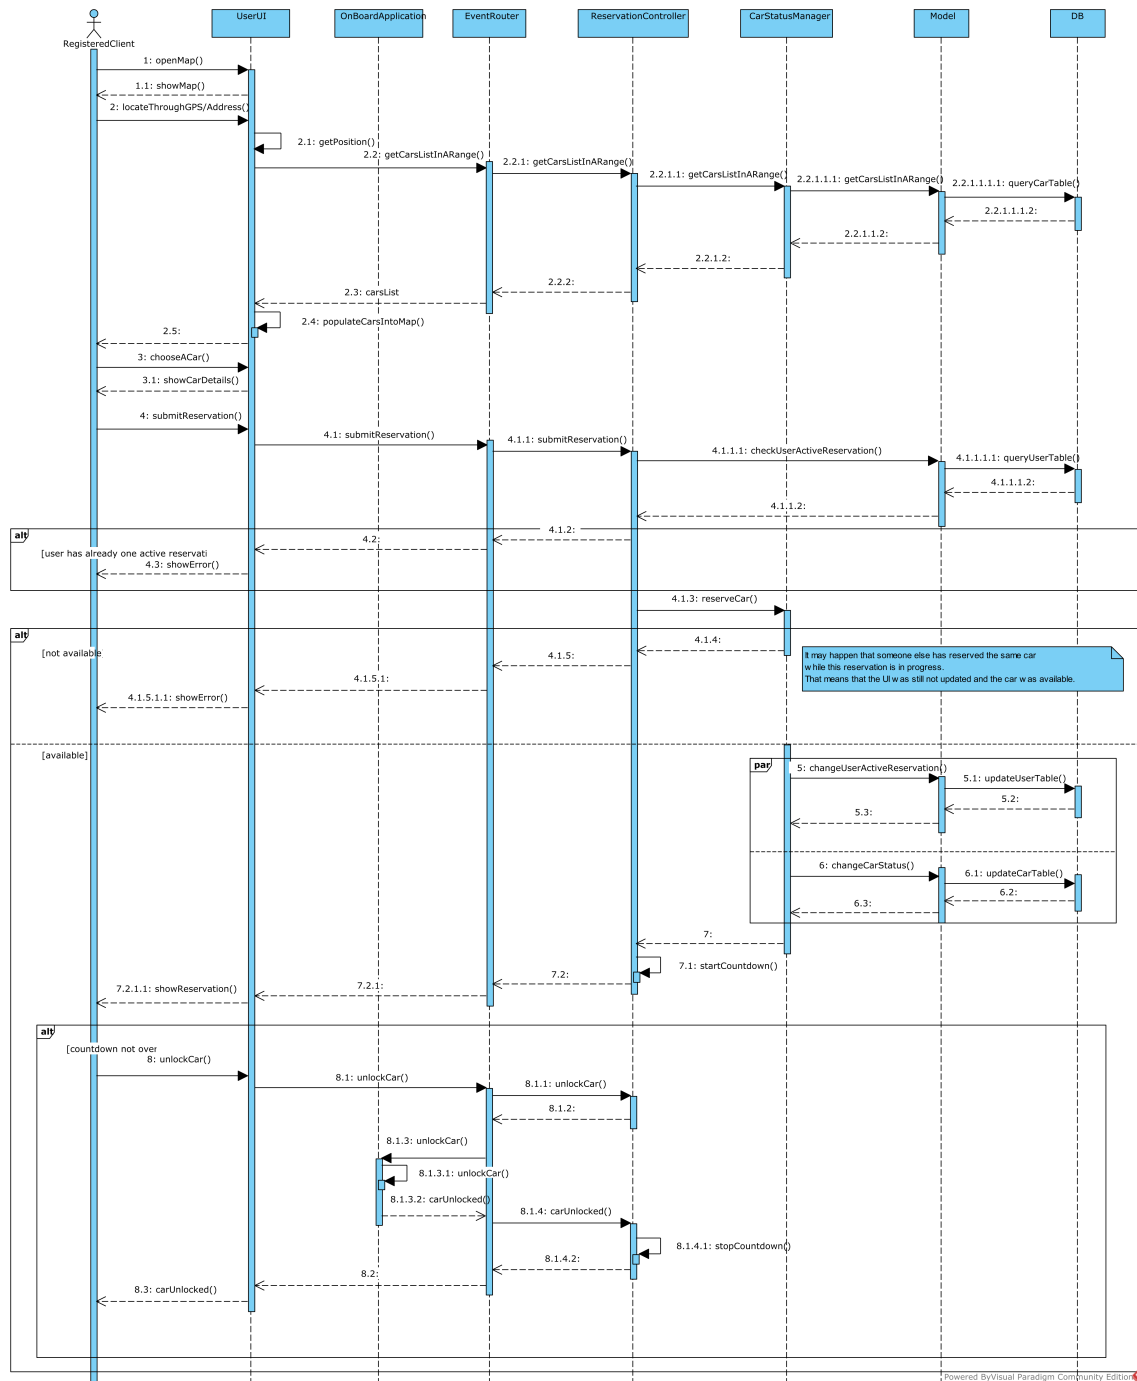 UserUI
OnBoardApplication
EventRouter
ReservationController
CarStatusManager
Model
DB
RegisteredClient
1: openMap()
1.1: showMap()
2: locateThroughGPS/Address()
2.1: getPosition()
2.2: getCarsListInARange()
2.2.1: getCarsListInARange()
2.2.1.1: getCarsListInARange()
2.2.1.1.1: getCarsListInARange()
2.2.1.1.1.1: queryCarTable()
2.2.1.1.1.2:
2.2.1.1.2:
2.2.1.2:
2.2.2:
2.3: carsList
2.4: populateCarsIntoMap()
2.5:
3: chooseACar()
3.1: showCarDetails()
4: submitReservation()
4.1: submitReservation()
4.1.1: submitReservation()
4.1.1.1: checkUserActiveReservation()
4.1.1.1.1: queryUserTable()
4.1.1.1.2:
4.1.1.2:
alt
4.1.2:
4.2:
[user has already one active reservati
4.3: showError()
4.1.3: reserveCar()
alt
4.1.4:
[not available
4.1.5:
It may happen that someone else has reserved the same car
while this reservation is in progress.
That means that the UI was still not updated and the car was available.
4.1.5.1:
4.1.5.1.1: showError()
[available]
par
5: changeUserActiveReservation()
5.1: updateUserTable()
5.2:
5.3:
6: changeCarStatus()
6.1: updateCarTable()
6.2:
6.3:
7:
7.1: startCountdown()
7.2:
7.2.1:
7.2.1.1: showReservation()
alt
[countdown not over
8: unlockCar()
8.1: unlockCar()
8.1.1: unlockCar()
8.1.2:
8.1.3: unlockCar()
8.1.3.1: unlockCar()
8.1.3.2: carUnlocked()
8.1.4: carUnlocked()
8.1.4.1: stopCountdown()
8.1.4.2:
8.2:
8.3: carUnlocked()
Powered ByVisual Paradigm Community Edition